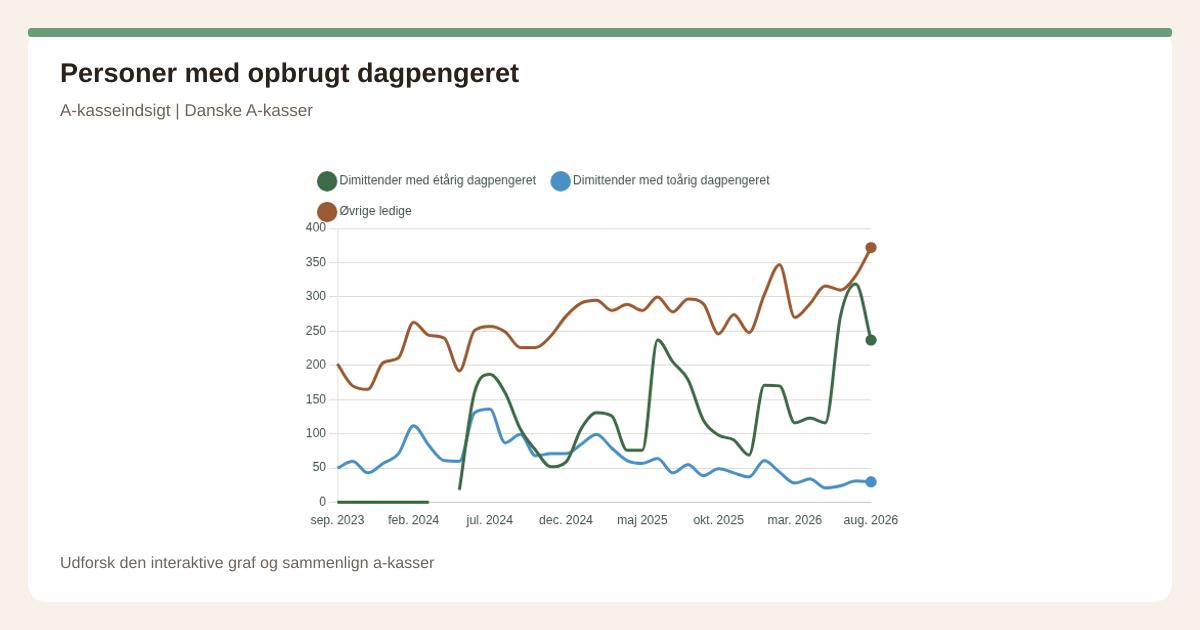 Personer med opbrugt dagpengeret
A-kasseindsigt | Danske A-kasser
Dimittender med étårig dagpengeret
Dimittender med toårig dagpengeret
Øvrige ledige
400
350
300
250
200
150
100
50
0
sep. 2023
feb. 2024
jul. 2024
dec. 2024
maj 2025
okt. 2025
mar. 2026
aug. 2026
Udforsk den interaktive graf og sammenlign a-kasser